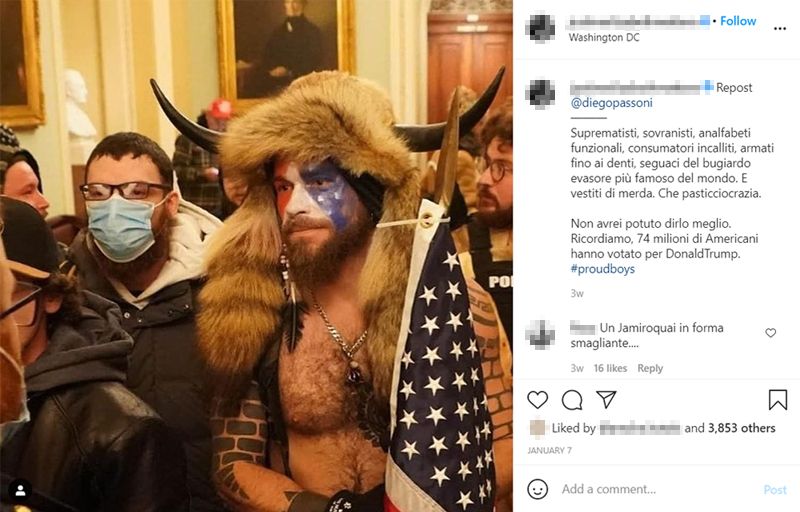 • Follow
Washington DC
Repost
@diegopassoni
Suprematisti, sovranisti, analfabeti
funzionali, consumatori incalliti, armati
fino ai denti, seguaci del bugiardo
evasore più famoso del mondo. E
vestiti di merda. Che pasticciocrazia.
Non avrei potuto dirlo meglio.
Ricordiamo, 74 milioni di Americani
hanno votato per DonaldTrump.
#proudboys
3w
Un Jamiroquai in forma
smagliante....
3w 16 likes Reply
Liked by and 3,853 others
JANUARY 7
Add a comment... Post
PO